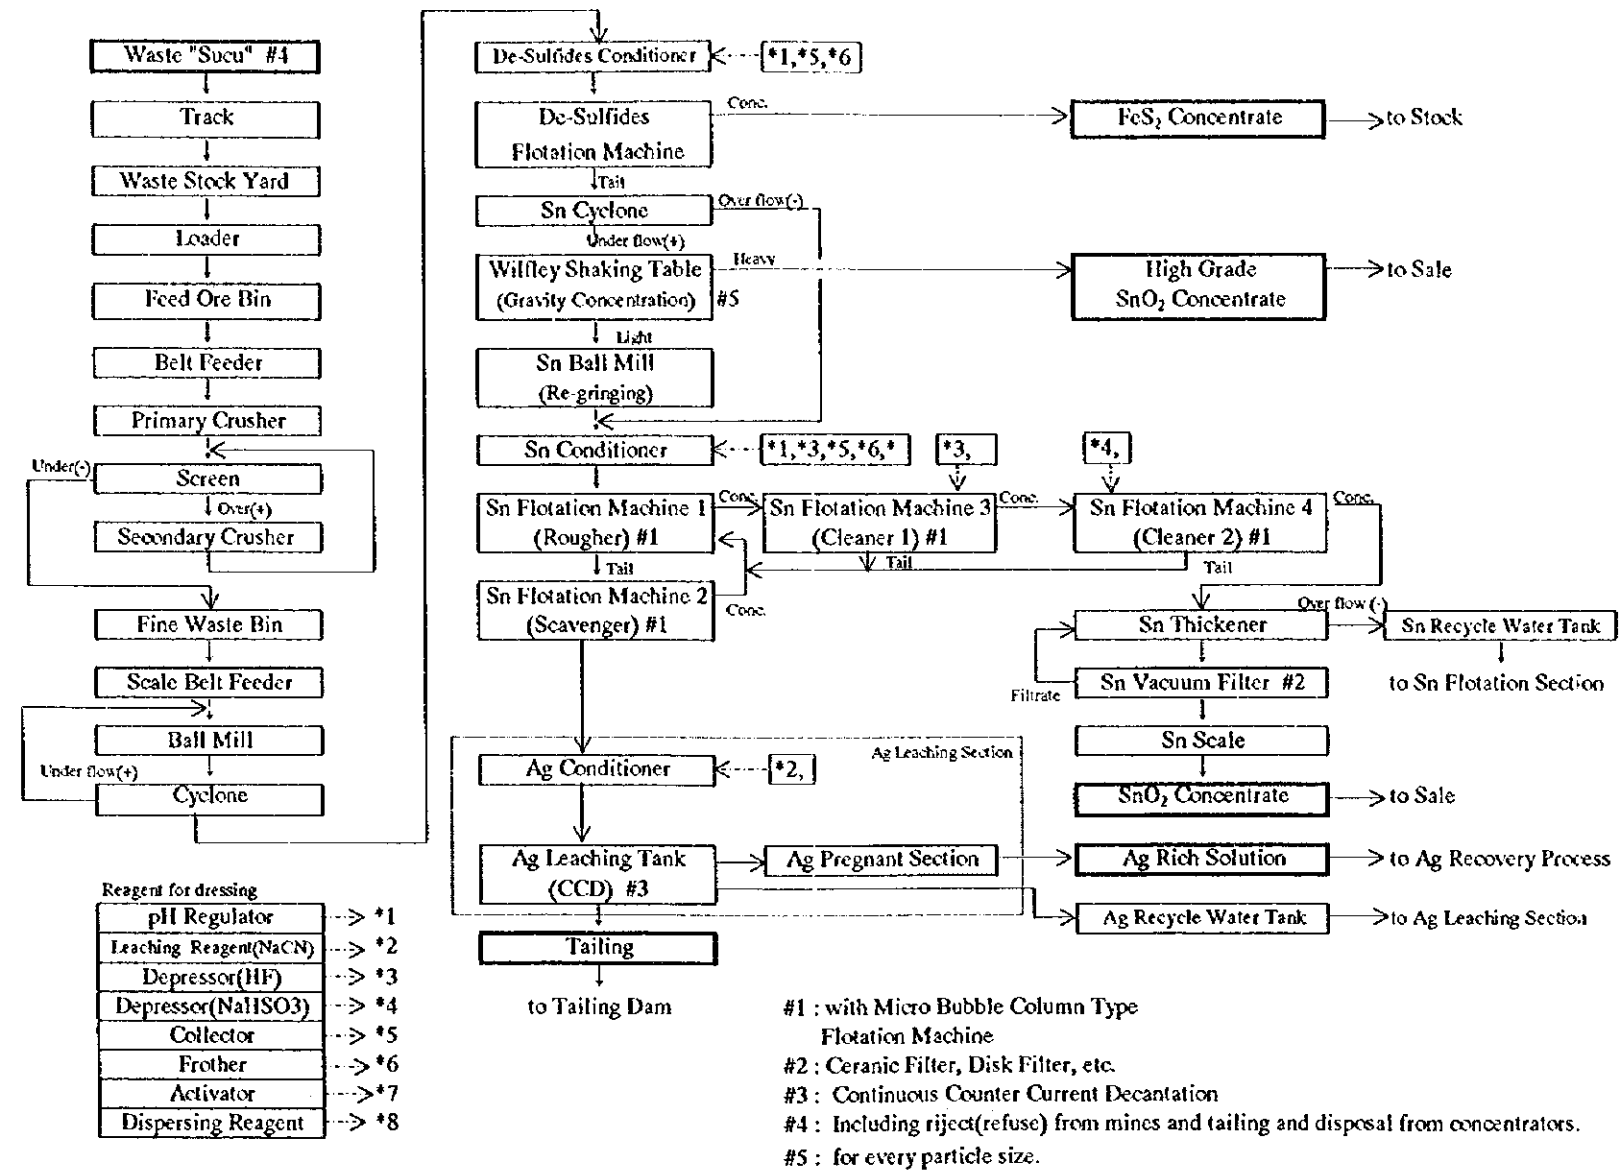 Waste "Sucu" #4
Track
Waste Stock Yard
Loader
Feed Ore Bin
Belt Feeder
Primary Crusher
Under(-)
Screen
Over(+)
Secondary Crusher
Fine Waste Bin
Scale Belt Feeder
Ball Mill
Under flow(+)
Cyclone
De-Sulfides Conditioner
*1,*5,*6
De-Sulfides
Flotation Machine
Conc.
FeS₂ Concentrate
to Stock
Tail
Sn Cyclone
Over flow(-)
Under flow(+)
Wilfley Shaking Table
(Gravity Concentration)
#5
Heavy
High Grade
SnO₂ Concentrate
to Sale
Light
Sn Ball Mill
(Re-gringing)
Sn Conditioner
*1,*3,*5,*6,*
*3,
*4,
Sn Flotation Machine 1
(Rougher) #1
Conc.
Sn Flotation Machine 3
(Cleaner 1) #1
Conc.
Sn Flotation Machine 4
(Cleaner 2) #1
Conc.
Tail
Tail
Tail
Sn Flotation Machine 2
(Scavenger) #1
Conc.
Over flow (-)
Sn Thickener
Sn Recycle Water Tank
Filtrate
Sn Vacuum Filter #2
to Sn Flotation Section
Sn Scale
SnO₂ Concentrate
to Sale
Ag Leaching Section
Ag Conditioner
*2,
Ag Leaching Tank
(CCD) #3
Ag Pregnant Section
Ag Rich Solution
to Ag Recovery Process
Ag Recycle Water Tank
to Ag Leaching Section
Tailing
to Tailing Dam
Reagent for dressing
pH Regulator *1
Leaching Reagent(NaCN) *2
Depressor(HF) *3
Depressor(NaHSO3) *4
Collector *5
Frother *6
Activator *7
Dispersing Reagent *8
#1 : with Micro Bubble Column Type
Flotation Machine
#2 : Ceranic Filter, Disk Filter, etc.
#3 : Continuous Counter Current Decantation
#4 : Including riject(refuse) from mines and tailing and disposal from concentrators.
#5 : for every particle size.